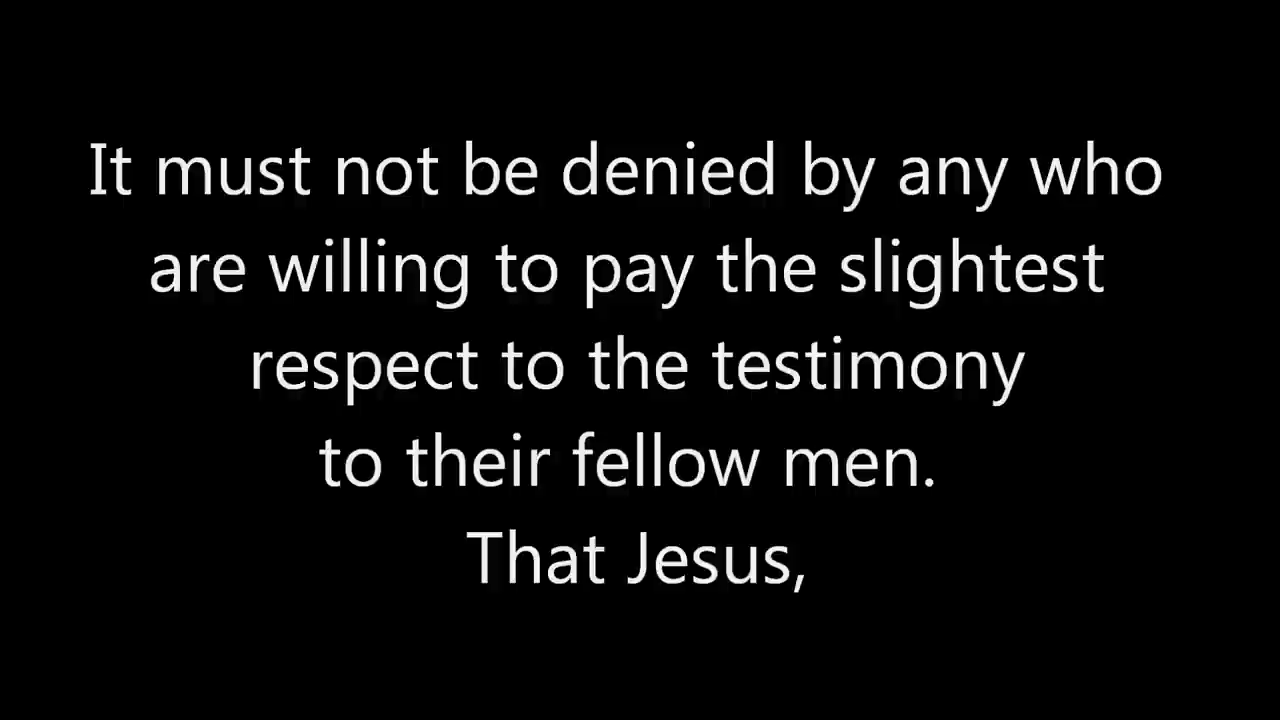 It must not be denied by any who
are willing to pay the slightest
respect to the testimony
to their fellow men.
That Jesus,